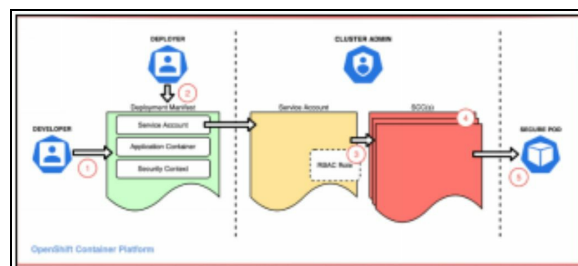 DEPLOYER
CLUSTER ADMIN
2
Deployment Manifest
Service Account
SCC(s)
Service Account
4
DEVELOPER
Application Container
SECURE POD
3
RBAC Role
1
Security Context
5
OpenShift Container Platform